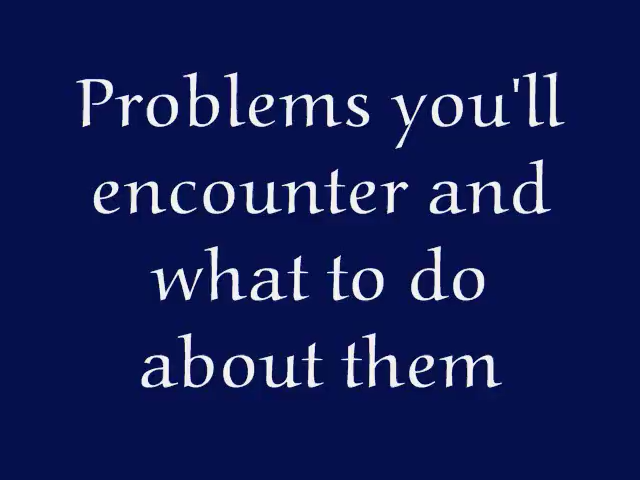 Problems you'll
encounter and
what to do
about them